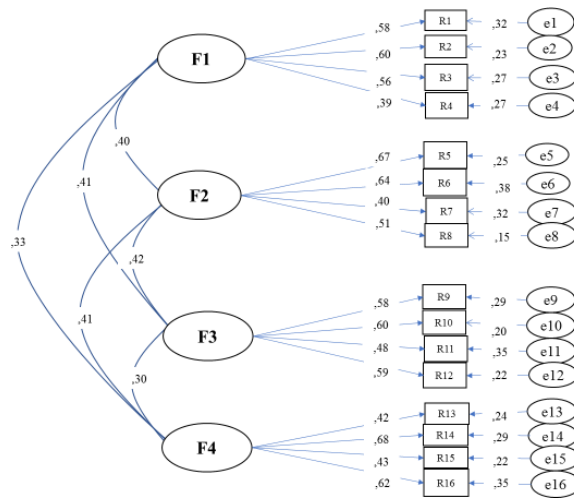 ,58 R1 ,32 e1
,60 R2 ,23 e2
F1
,56 R3 ,27 e3
,39 R4 ,27 e4
,40
,67 R5 ,25 e5
,41
,64 R6 ,38 e6
F2
,40 R7 ,32 e7
,51 R8 ,15 e8
,33
,42
,58 R9 ,29 e9
,41
,60 R10 ,20 e10
F3
,48 R11 ,35 e11
,59 R12 ,22 e12
,30
,42 R13 ,24 e13
,68 R14 ,29 e14
F4
,43 R15 ,22 e15
,62 R16 ,35 e16